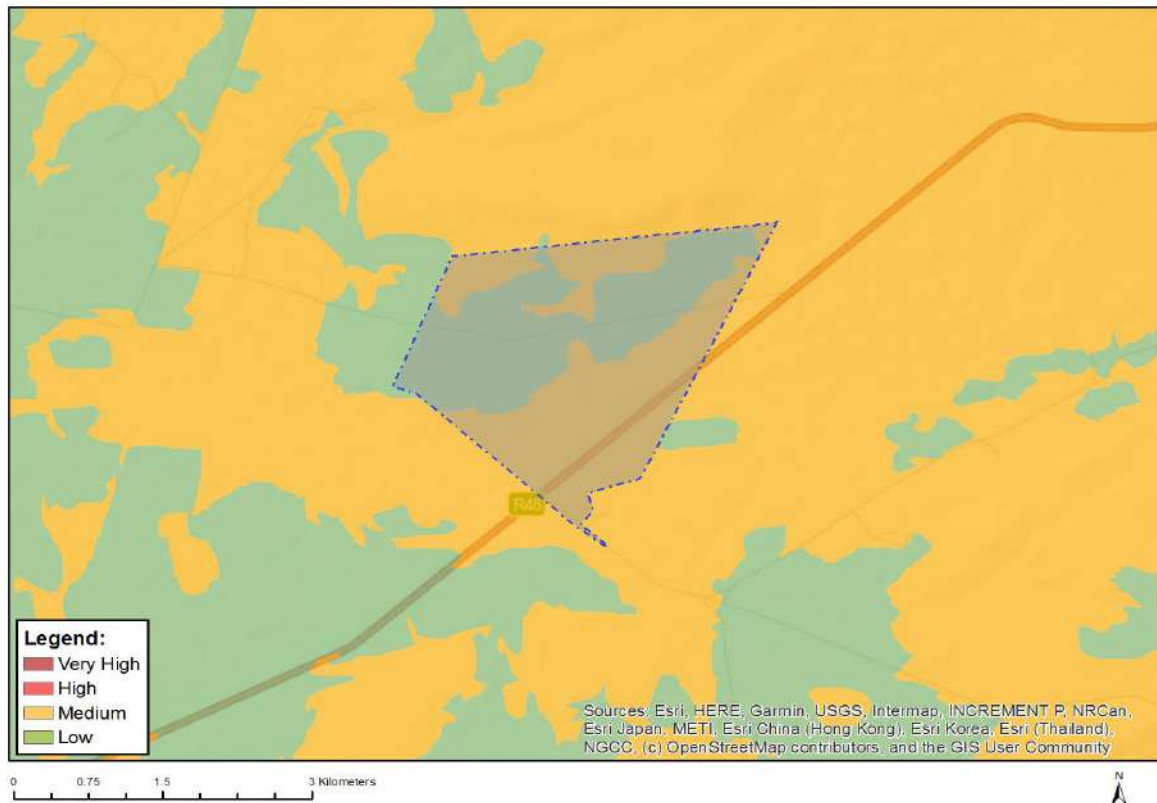 R46
Legend:
Very High
High
Medium
Low
Sources: Esri, HERE, Garmin, USGS, Intermap, INCREMENT P, NRCan,
Esri Japan, METI, Esri China (Hong Kong), Esri Korea, Esri (Thailand),
NGCC, (c) OpenStreetMap contributors, and the GIS User Community
0 0.75 1.5 3 Kilometers
N